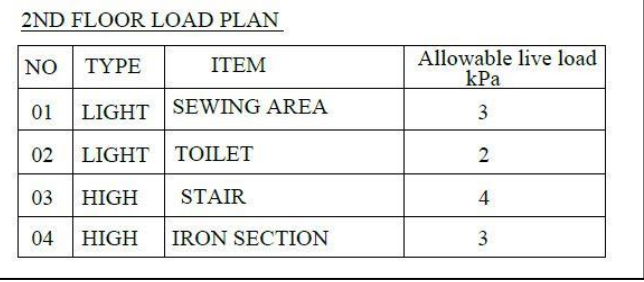 2ND FLOOR LOAD PLAN
NO TYPE ITEM Allowable live load kPa
01 LIGHT SEWING AREA 3
02 LIGHT TOILET 2
03 HIGH STAIR 4
04 HIGH IRON SECTION 3